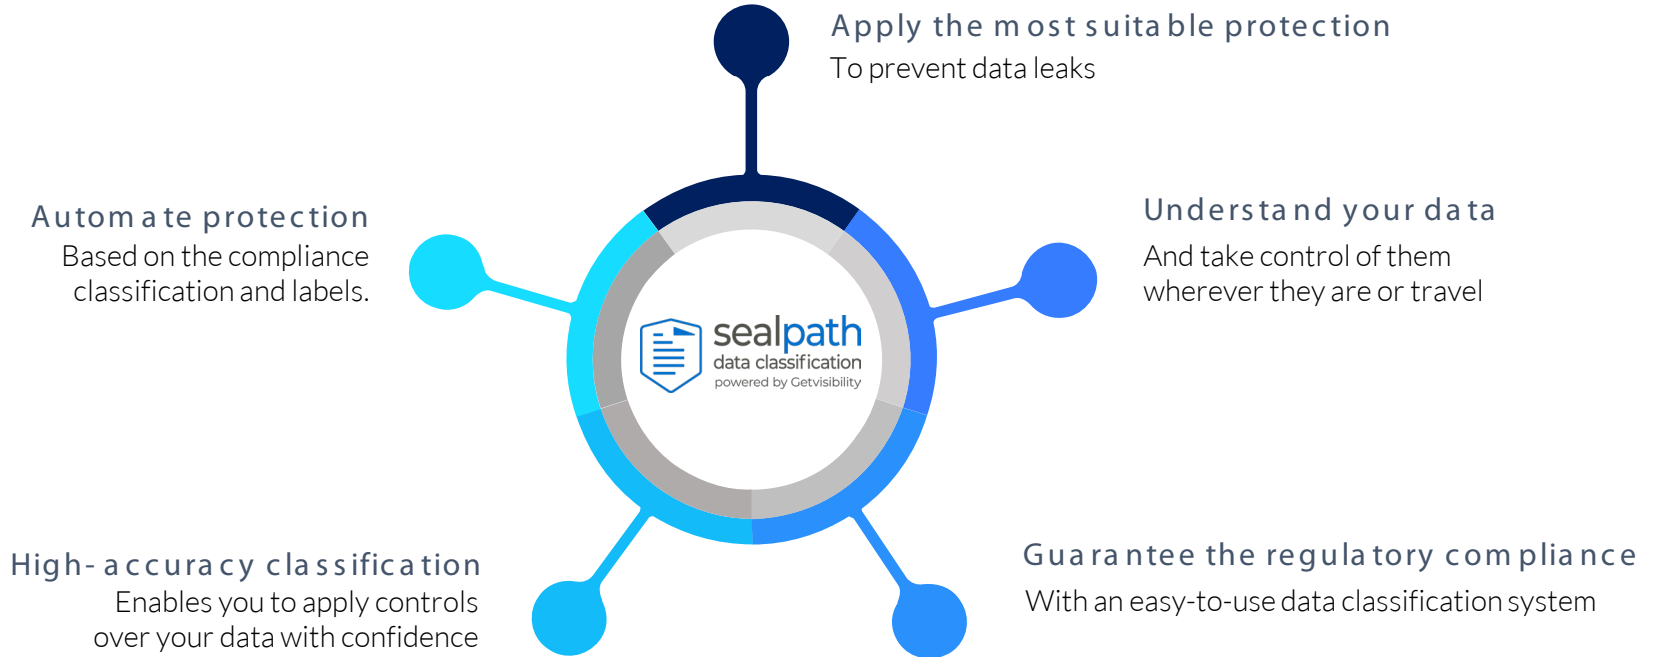 Apply the most suitable protection
To prevent data leaks
Automate protection
Based on the compliance
classification and labels.
Understand your data
And take control of them
wherever they are or travel
sealpath
data classification
powered by Getvisibility
High-accuracy classification
Enables you to apply controls
over your data with confidence
Guarantee the regulatory compliance
With an easy-to-use data classification system